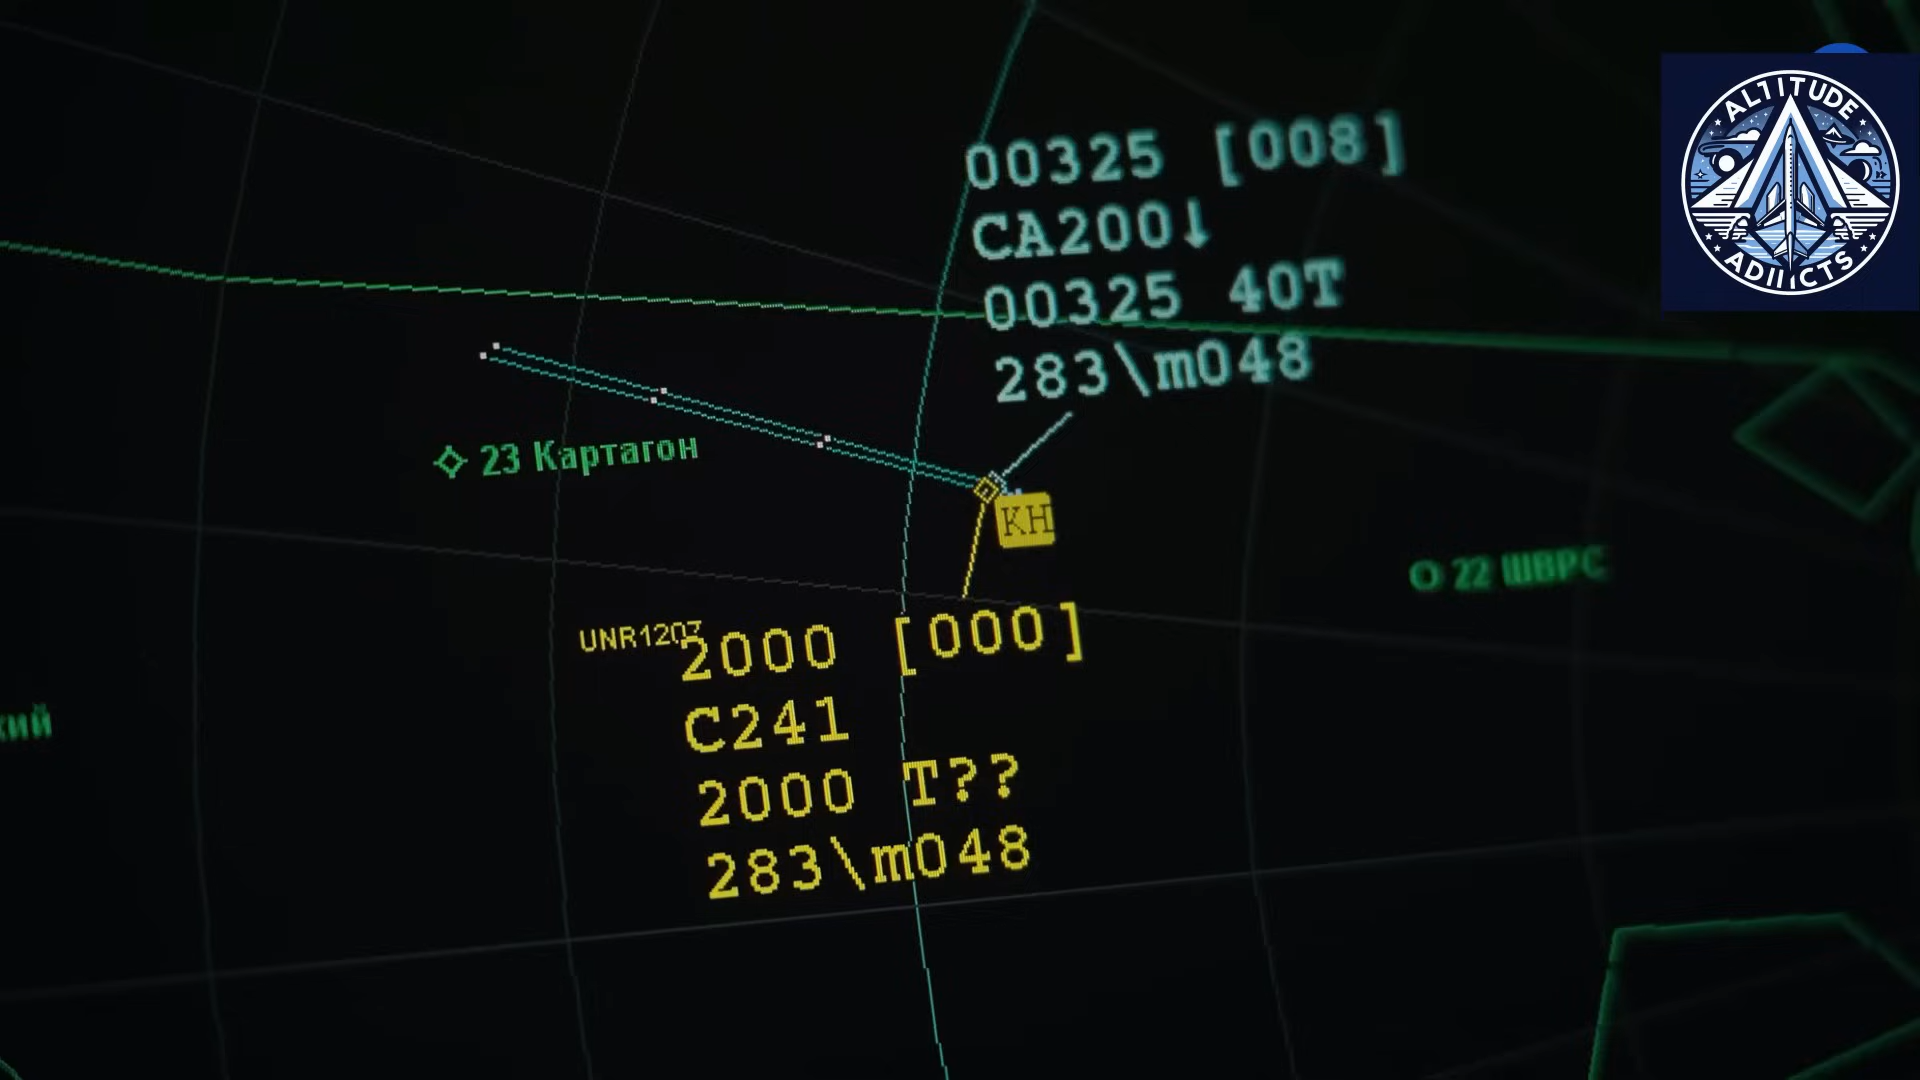 ALTITUDE
ADIICTS
00325 [008]
CA200↓
00325 40T
283\m048
23 Картагон
КН
22 ШВРС
UNR1207
2000 [000]
C241
2000 T??
283\m048
кий